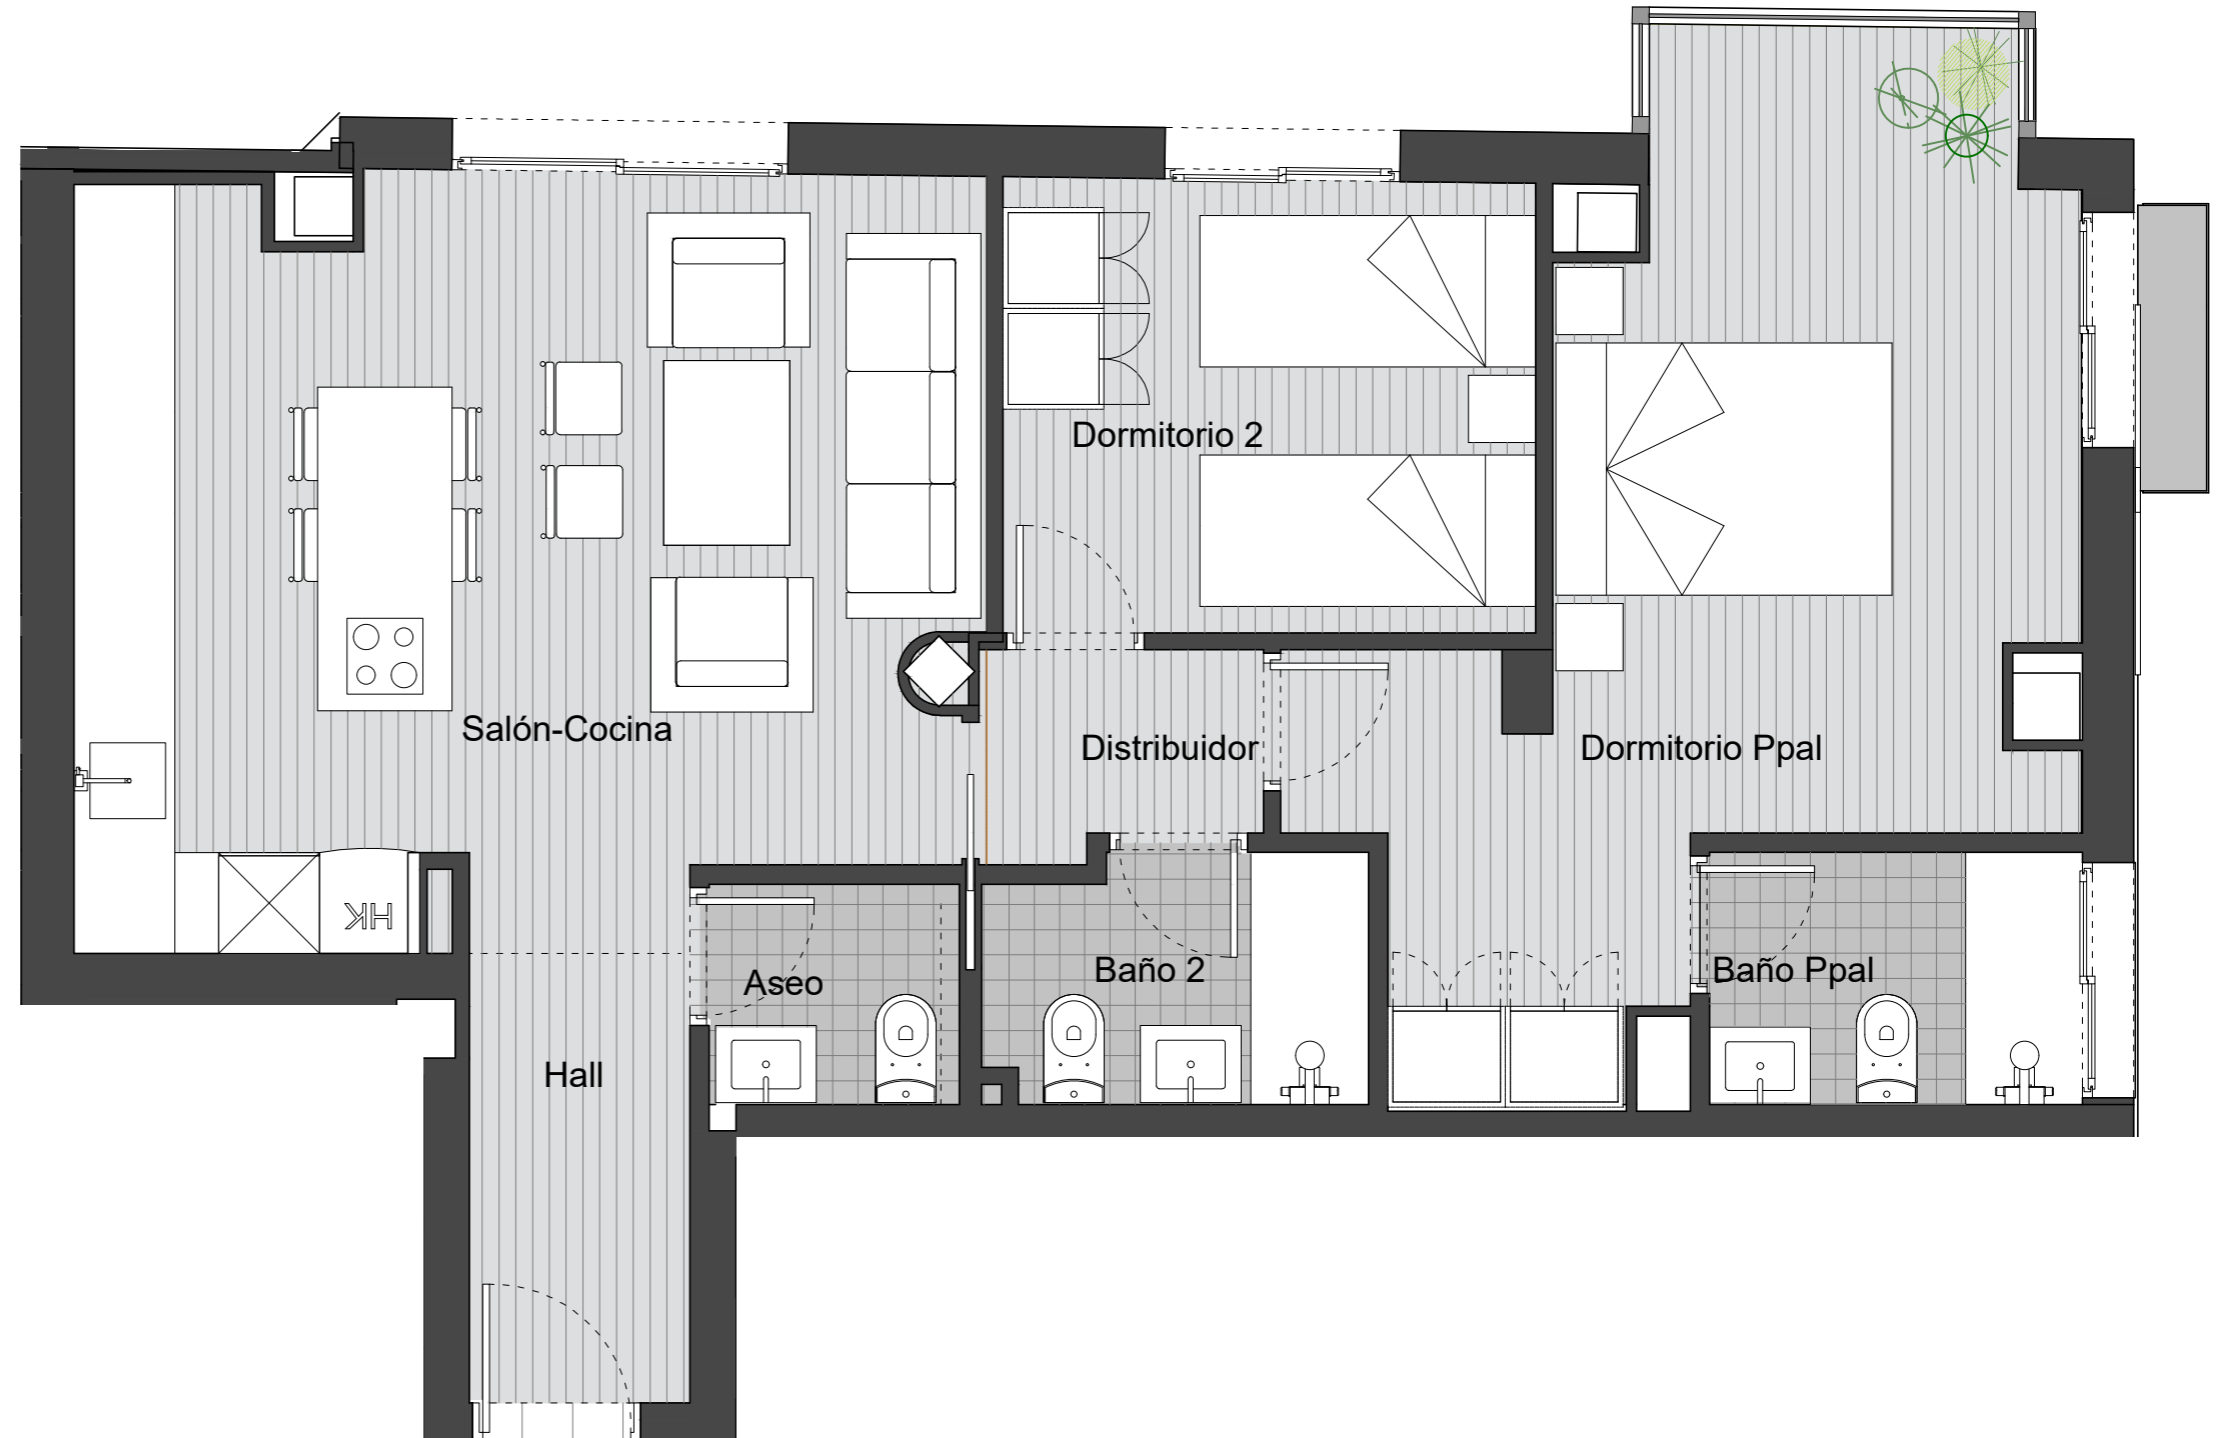 Dormitorio 2
Salón-Cocina
Distribuidor
Dormitorio Ppal
HK
Aseo
Baño 2
Baño Ppal
Hall